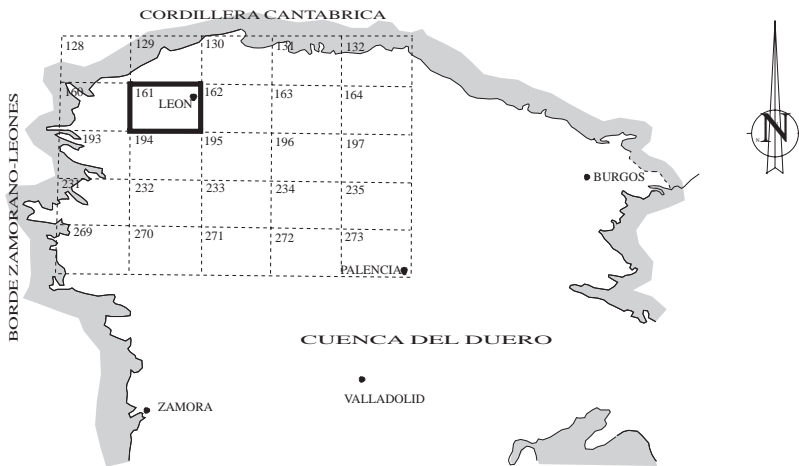 CORDILLERA CANTABRICA
128 129 130 131 132
160 161 162 163 164
LEON
193 194 195 196 197
BORDE ZAMORANO-LEONES
231 232 233 234 235
BURGOS
269 270 271 272 273
PALENCIA
CUENCA DEL DUERO
VALLADOLID
ZAMORA
N